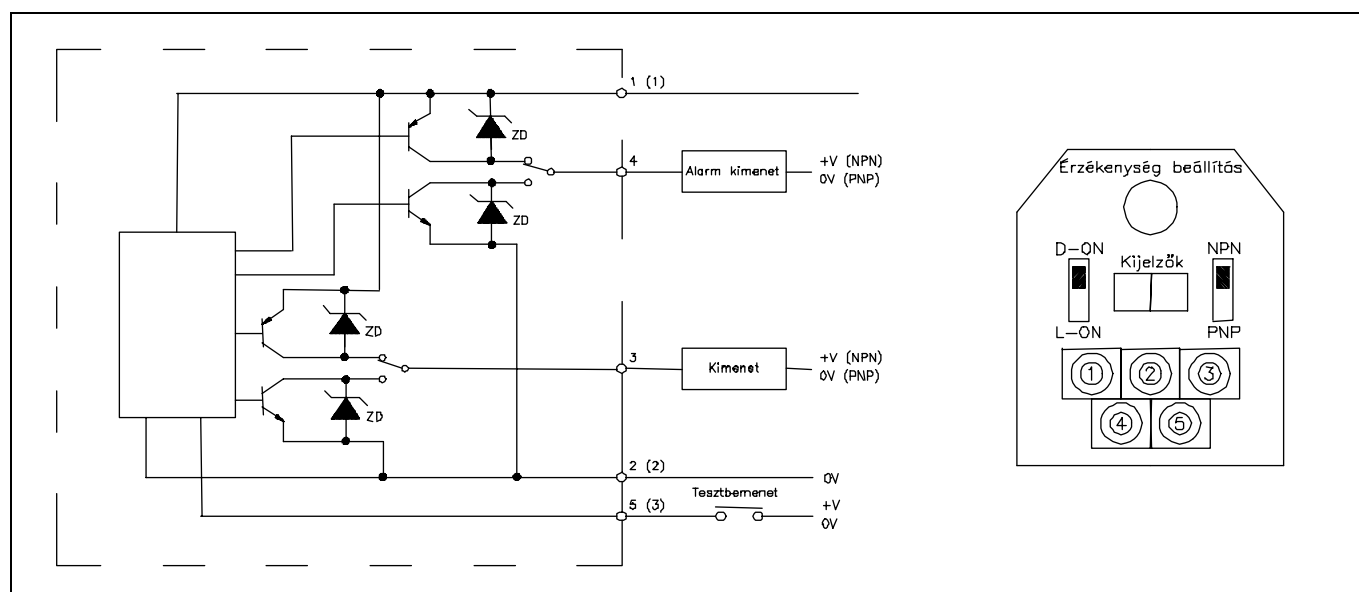 1 (1)
ZD
4
Alarm kimenet
+V (NPN)
0V (PNP)
ZD
ZD
3
Kimenet
+V (NPN)
0V (PNP)
ZD
2 (2)
0V
Tesztbemenet
5 (3)
+V
0V
Érzékenység beállítás
D-ON
NPN
Kijelzők
L-ON
PNP
1 2 3
4 5